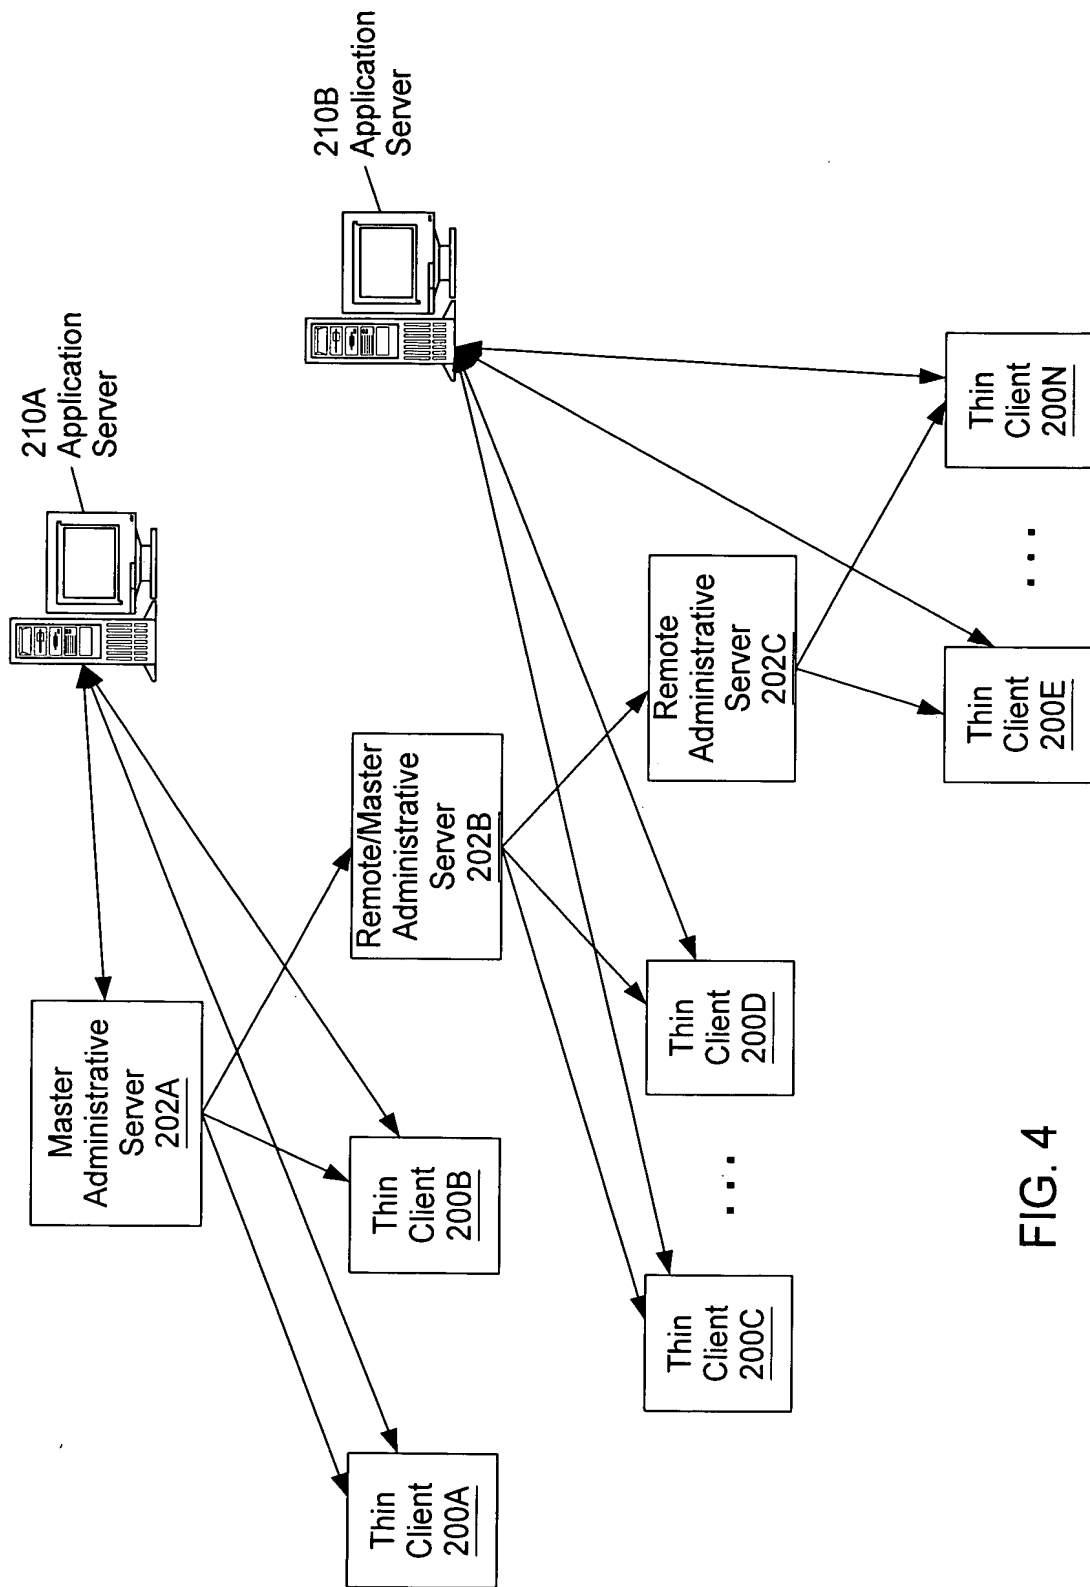 210A
Application
Server
210B
Application
Server
Master
Administrative
Server
202A
Remote/Master
Administrative
Server
202B
Remote
Administrative
Server
202C
Thin
Client
200A
Thin
Client
200B
Thin
Client
200C
...
Thin
Client
200D
Thin
Client
200E
...
Thin
Client
200N
FIG. 4